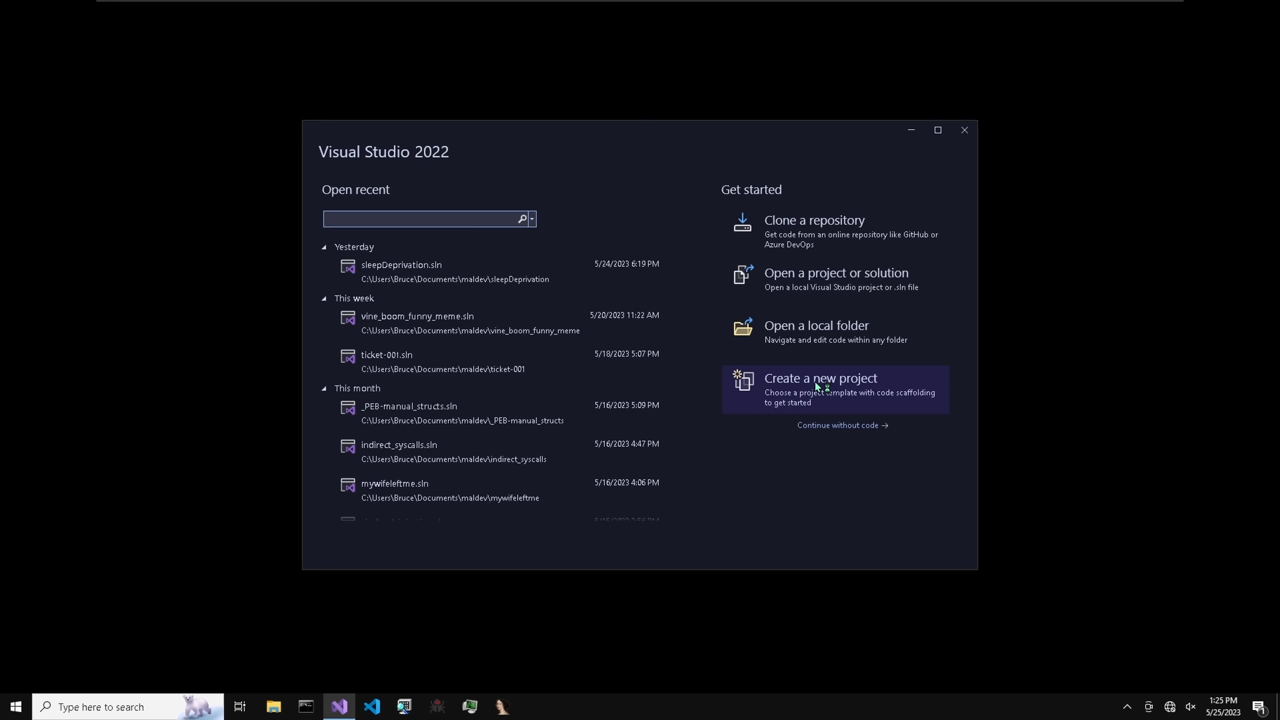 Visual Studio 2022
Open recent
Yesterday
sleepDeprivation.sln
5/24/2023 6:19 PM
C:\Users\Bruce\Documents\maldev\sleepDeprivation
This week
vine_boom_funny_meme.sln
5/20/2023 11:22 AM
C:\Users\Bruce\Documents\maldev\vine_boom_funny_meme
ticket-001.sln
5/18/2023 5:07 PM
C:\Users\Bruce\Documents\maldev\ticket-001
This month
_PEB-manual_structs.sln
5/16/2023 5:09 PM
C:\Users\Bruce\Documents\maldev\_PEB-manual_structs
indirect_syscalls.sln
5/16/2023 4:47 PM
C:\Users\Bruce\Documents\maldev\indirect_syscalls
mywifeleftme.sln
5/16/2023 4:06 PM
C:\Users\Bruce\Documents\maldev\mywifeleftme
Get started
Clone a repository
Get code from an online repository like GitHub or
Azure DevOps
Open a project or solution
Open a local Visual Studio project or .sln file
Open a local folder
Navigate and edit code within any folder
Create a new project
Choose a project template with code scaffolding
to get started
Continue without code →
Type here to search
1:25 PM
5/25/2023
1